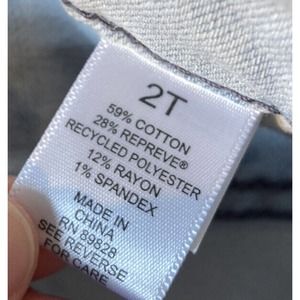 2T
59% COTTON
28% REPREVE®
RECYCLED POLYESTER
12% RAYON
1% SPANDEX
MADE IN
CHINA
RN 89828
SEE REVERSE
FOR CARE